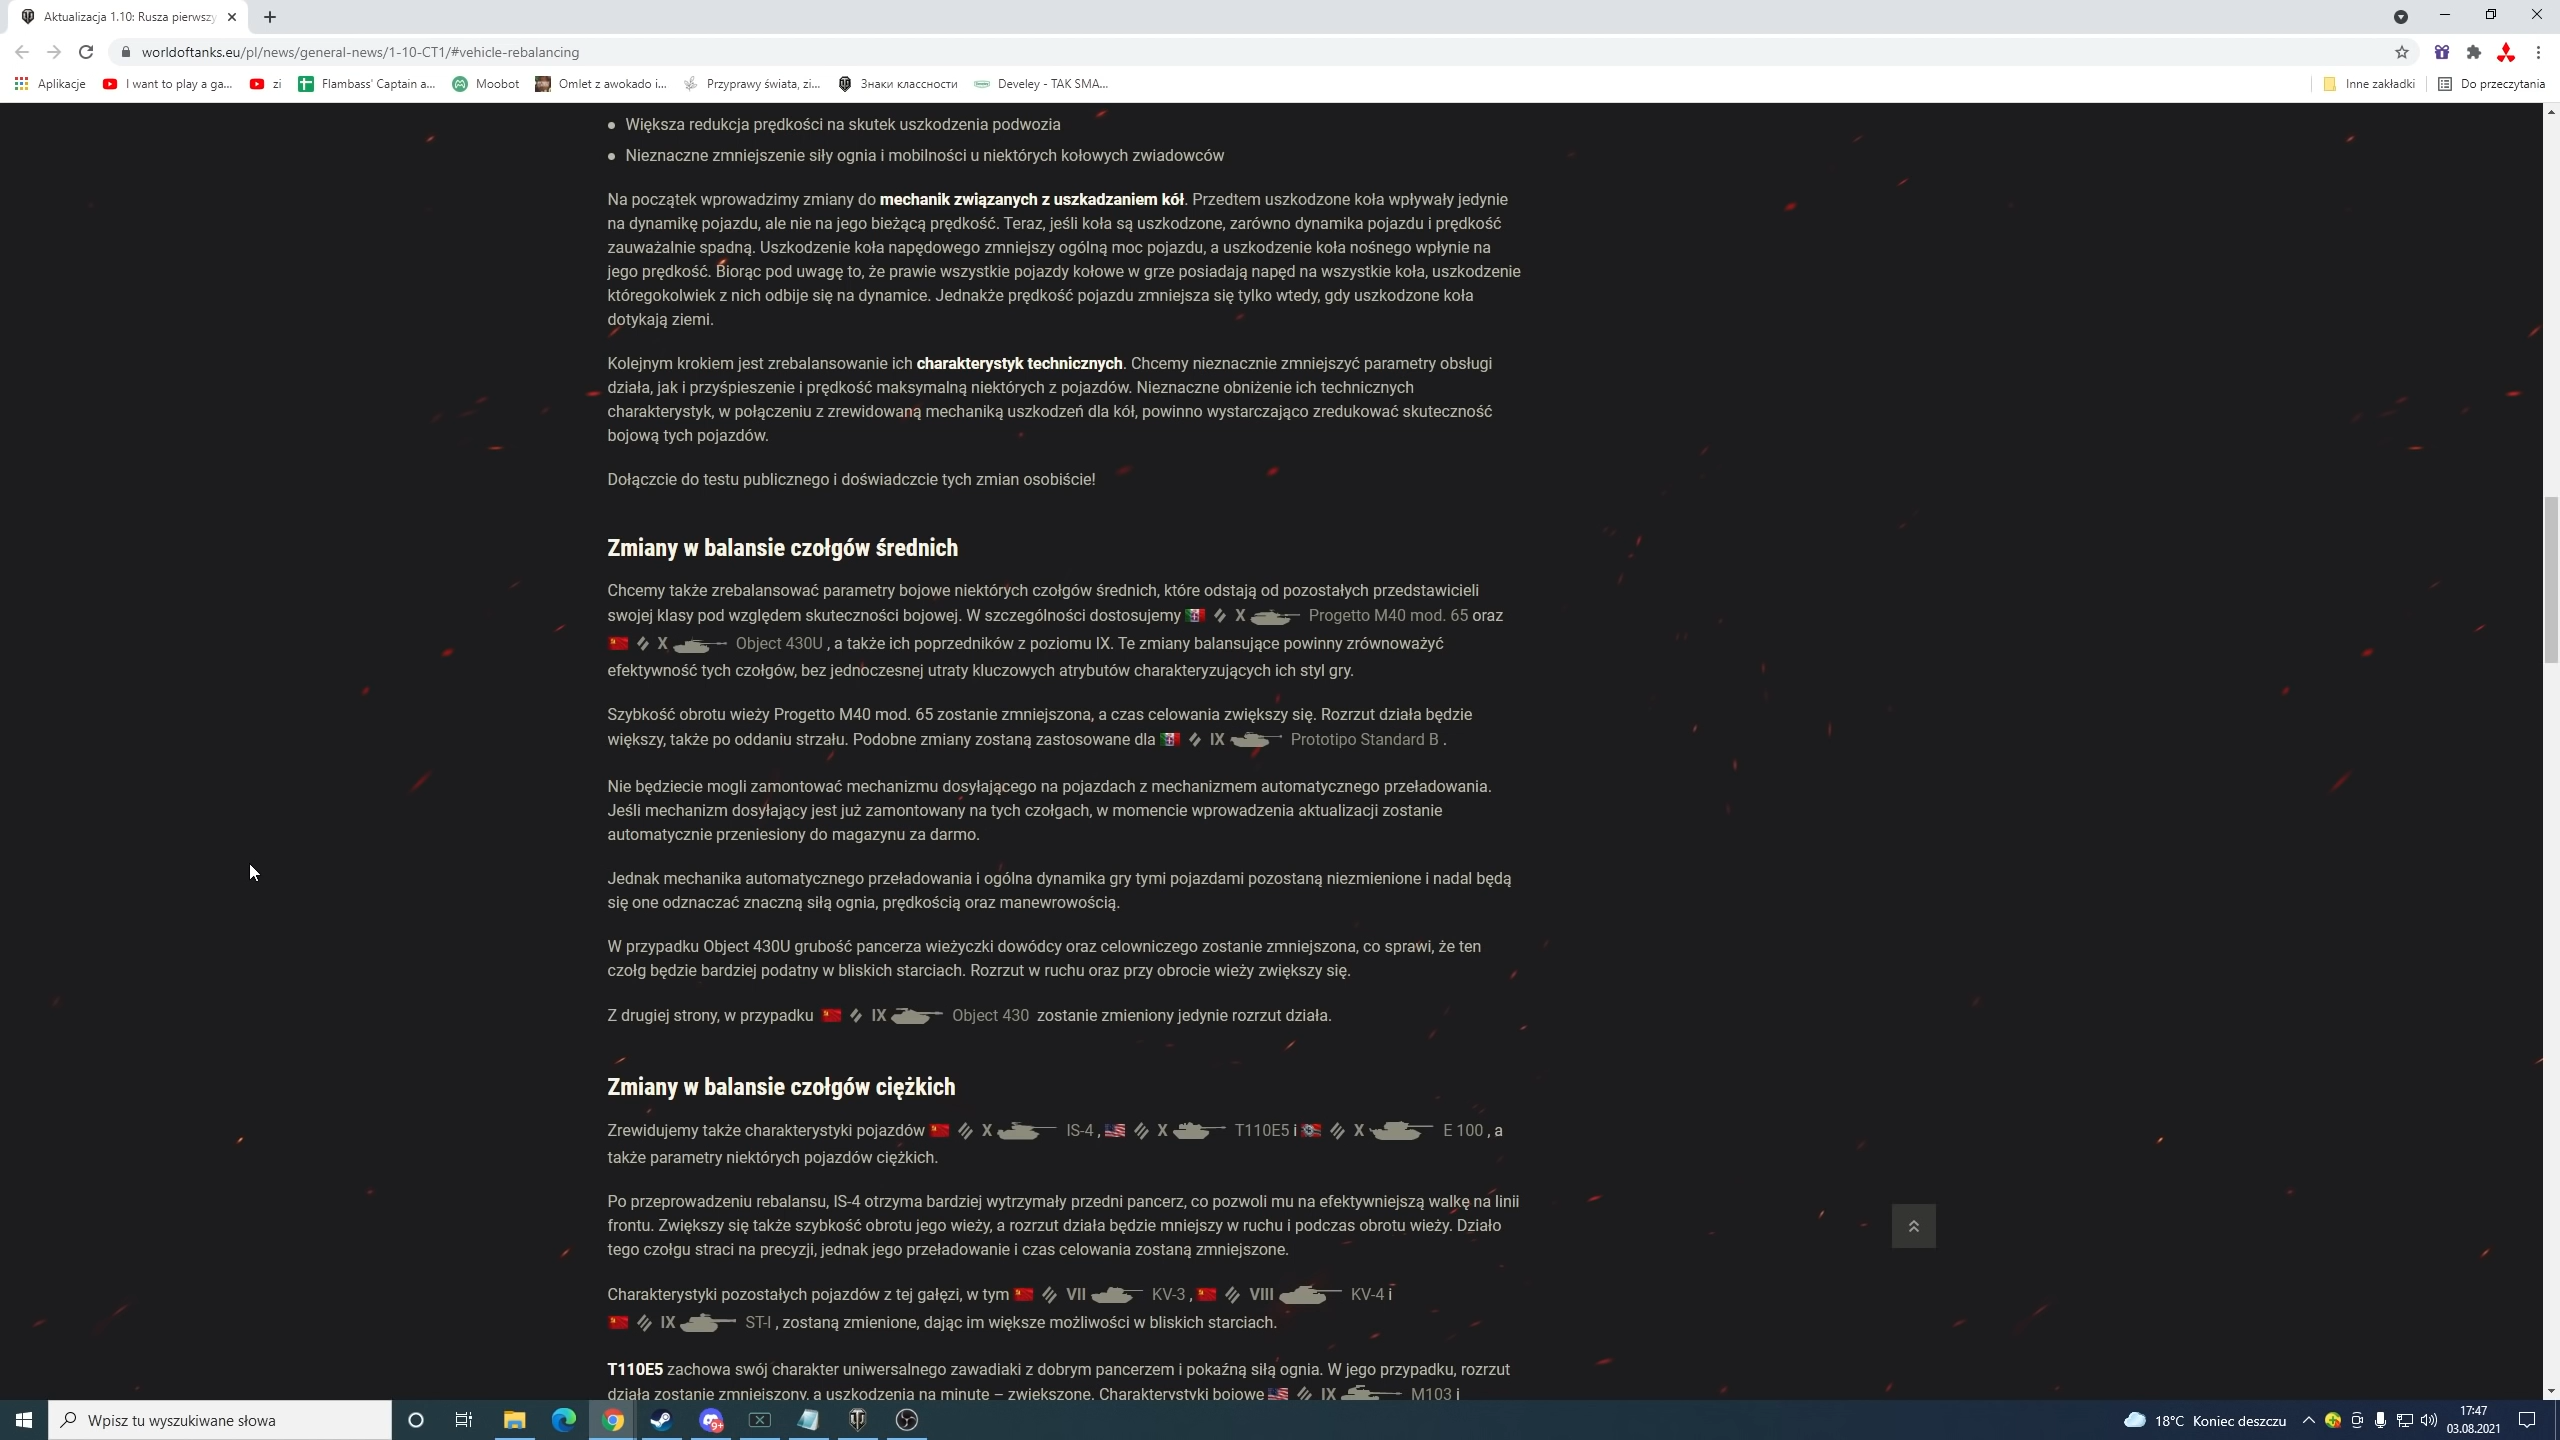 Aktualizacja 1.10: Rusza pierwszy
worldoftanks.eu/pl/news/general-news/1-10-CT1/#vehicle-rebalancing
Aplikacje
I want to play a ga...
zi
Flambass' Captain a...
Moobot
Omlet z awokado i...
Przyprawy świata, zi...
Знаки классности
Develey - TAK SMA...
Inne zakładki
Do przeczytania
Większa redukcja prędkości na skutek uszkodzenia podwozia
Nieznaczne zmniejszenie siły ognia i mobilności u niektórych kołowych zwiadowców
Na początek wprowadzimy zmiany do mechanik związanych z uszkadzaniem kół. Przedtem uszkodzone koła wpływały jedynie
na dynamikę pojazdu, ale nie na jego bieżącą prędkość. Teraz, jeśli koła są uszkodzone, zarówno dynamika pojazdu i prędkość
zauważalnie spadną. Uszkodzenie koła napędowego zmniejszy ogólną moc pojazdu, a uszkodzenie koła nośnego wpłynie na
jego prędkość. Biorąc pod uwagę to, że prawie wszystkie pojazdy kołowe w grze posiadają napęd na wszystkie koła, uszkodzenie
któregokolwiek z nich odbije się na dynamice. Jednakże prędkość pojazdu zmniejsza się tylko wtedy, gdy uszkodzone koła
dotykają ziemi.
Kolejnym krokiem jest zrebalansowanie ich charakterystyk technicznych. Chcemy nieznacznie zmniejszyć parametry obsługi
działa, jak i przyśpieszenie i prędkość maksymalną niektórych z pojazdów. Nieznaczne obniżenie ich technicznych
charakterystyk, w połączeniu z zrewidowaną mechaniką uszkodzeń dla kół, powinno wystarczająco zredukować skuteczność
bojową tych pojazdów.
Dołączcie do testu publicznego i doświadczcie tych zmian osobiście!
Zmiany w balansie czołgów średnich
Chcemy także zrebalansować parametry bojowe niektórych czołgów średnich, które odstają od pozostałych przedstawicieli
swojej klasy pod względem skuteczności bojowej. W szczególności dostosujemy X Progetto M40 mod. 65 oraz
X Object 430U , a także ich poprzedników z poziomu IX. Te zmiany balansujące powinny zrównoważyć
efektywność tych czołgów, bez jednoczesnej utraty kluczowych atrybutów charakteryzujących ich styl gry.
Szybkość obrotu wieży Progetto M40 mod. 65 zostanie zmniejszona, a czas celowania zwiększy się. Rozrzut działa będzie
większy, także po oddaniu strzału. Podobne zmiany zostaną zastosowane dla IX Prototipo Standard B .
Nie będziecie mogli zamontować mechanizmu dosyłającego na pojazdach z mechanizmem automatycznego przeładowania.
Jeśli mechanizm dosyłający jest już zamontowany na tych czołgach, w momencie wprowadzenia aktualizacji zostanie
automatycznie przeniesiony do magazynu za darmo.
Jednak mechanika automatycznego przeładowania i ogólna dynamika gry tymi pojazdami pozostaną niezmienione i nadal będą
się one odznaczać znaczną siłą ognia, prędkością oraz manewrowością.
W przypadku Object 430U grubość pancerza wieżyczki dowódcy oraz celowniczego zostanie zmniejszona, co sprawi, że ten
czołg będzie bardziej podatny w bliskich starciach. Rozrzut w ruchu oraz przy obrocie wieży zwiększy się.
Z drugiej strony, w przypadku IX Object 430 zostanie zmieniony jedynie rozrzut działa.
Zmiany w balansie czołgów ciężkich
Zrewidujemy także charakterystyki pojazdów X IS-4 , X T110E5 i X E 100 , a
także parametry niektórych pojazdów ciężkich.
Po przeprowadzeniu rebalansu, IS-4 otrzyma bardziej wytrzymały przedni pancerz, co pozwoli mu na efektywniejszą walkę na linii
frontu. Zwiększy się także szybkość obrotu jego wieży, a rozrzut działa będzie mniejszy w ruchu i podczas obrotu wieży. Działo
tego czołgu straci na precyzji, jednak jego przeładowanie i czas celowania zostaną zmniejszone.
Charakterystyki pozostałych pojazdów z tej gałęzi, w tym VII KV-3 , VIII KV-4 i
IX ST-I , zostaną zmienione, dając im większe możliwości w bliskich starciach.
T110E5 zachowa swój charakter uniwersalnego zawadiaki z dobrym pancerzem i pokaźną siłą ognia. W jego przypadku, rozrzut
działa zostanie zmniejszony, a uszkodzenia na minutę – zwiększone. Charakterystyki bojowe IX M103 i
Wpisz tu wyszukiwane słowa
9+
18°C Koniec deszczu
17:47
03.08.2021